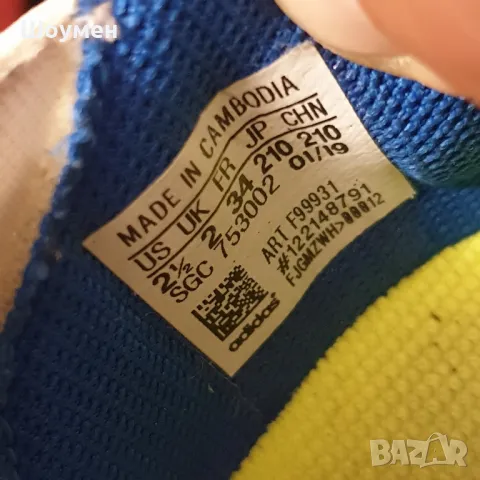 Шоумен
MADE IN CAMBODIA
US UK FR JP CHN
2½ 2 34 210 210
SGC 753002 01/19
ART F99931
#122148791
FJGMZWH>00012
adidas
BAZAR